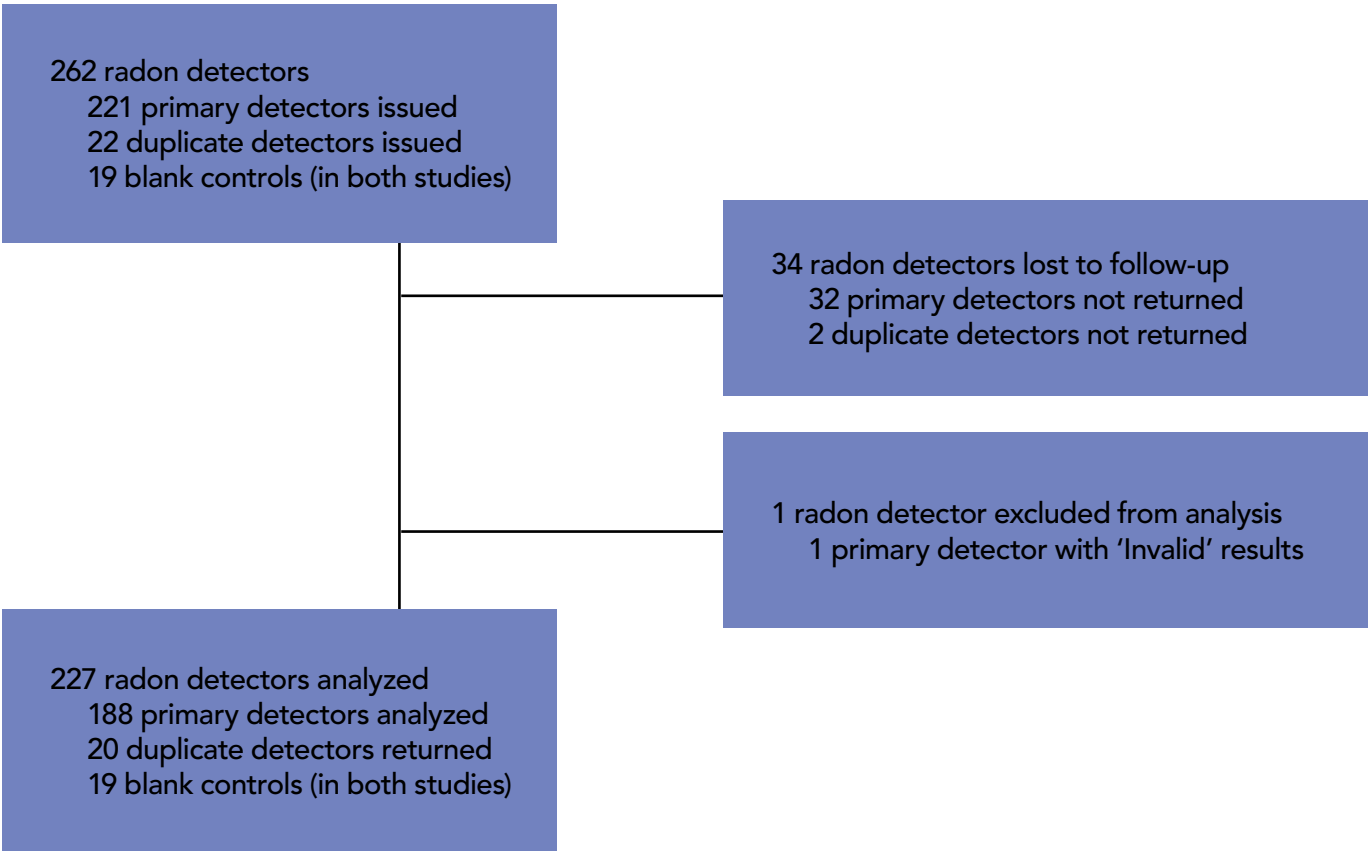 262 radon detectors
221 primary detectors issued
22 duplicate detectors issued
19 blank controls (in both studies)
34 radon detectors lost to follow-up
32 primary detectors not returned
2 duplicate detectors not returned
1 radon detector excluded from analysis
1 primary detector with ‘Invalid’ results
227 radon detectors analyzed
188 primary detectors analyzed
20 duplicate detectors returned
19 blank controls (in both studies)